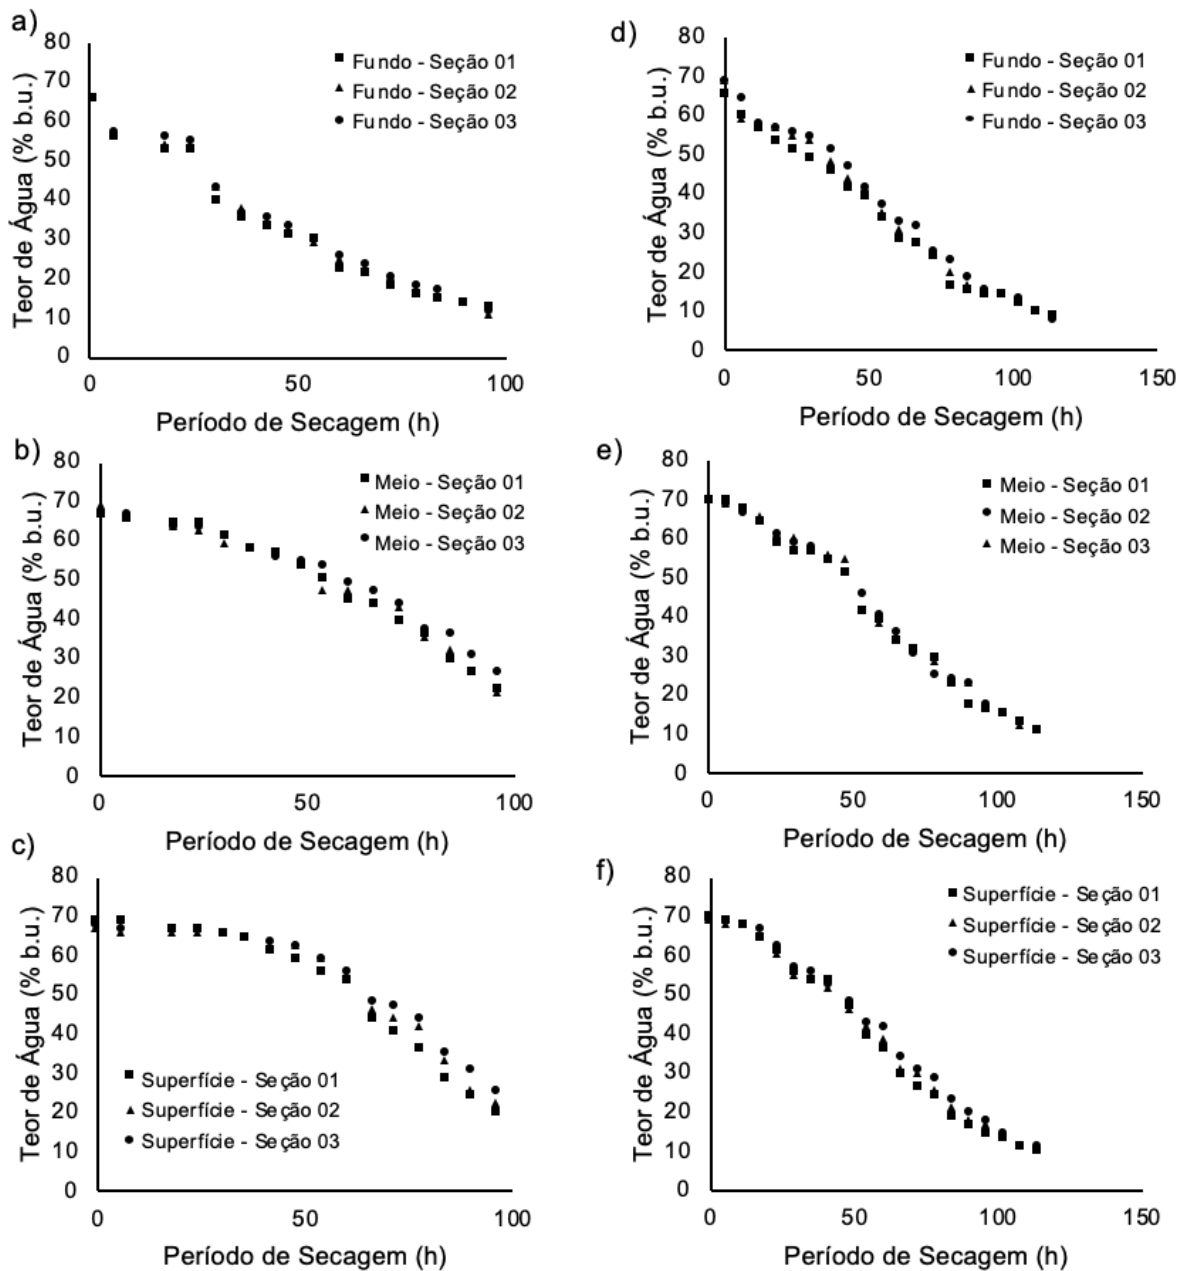 a)
80
70
60
50
40
30
20
10
0
Teor de Água (% b.u.)
Fundo - Seção 01
Fundo - Seção 02
Fundo - Seção 03
0 50 100
Período de Secagem (h)
d)
80
70
60
50
40
30
20
10
0
Teor de Água (% b.u.)
Fundo - Seção 01
Fundo - Seção 02
Fundo - Seção 03
0 50 100 150
Período de Secagem (h)
b)
80
70
60
50
40
30
20
10
0
Teor de Água (% b.u.)
Meio - Seção 01
Meio - Seção 02
Meio - Seção 03
0 50 100
Período de Secagem (h)
e)
80
70
60
50
40
30
20
10
0
Teor de Água (% b.u.)
Meio - Seção 01
Meio - Seção 02
Meio - Seção 03
0 50 100 150
Período de Secagem (h)
c)
80
70
60
50
40
30
20
10
0
Teor de Água (% b.u.)
Superfície - Seção 01
Superfície - Seção 02
Superfície - Seção 03
0 50 100
Período de Secagem (h)
f)
80
70
60
50
40
30
20
10
0
Teor de Água (% b.u.)
Superfície - Seção 01
Superfície - Seção 02
Superfície - Seção 03
0 50 100 150
Período de Secagem (h)